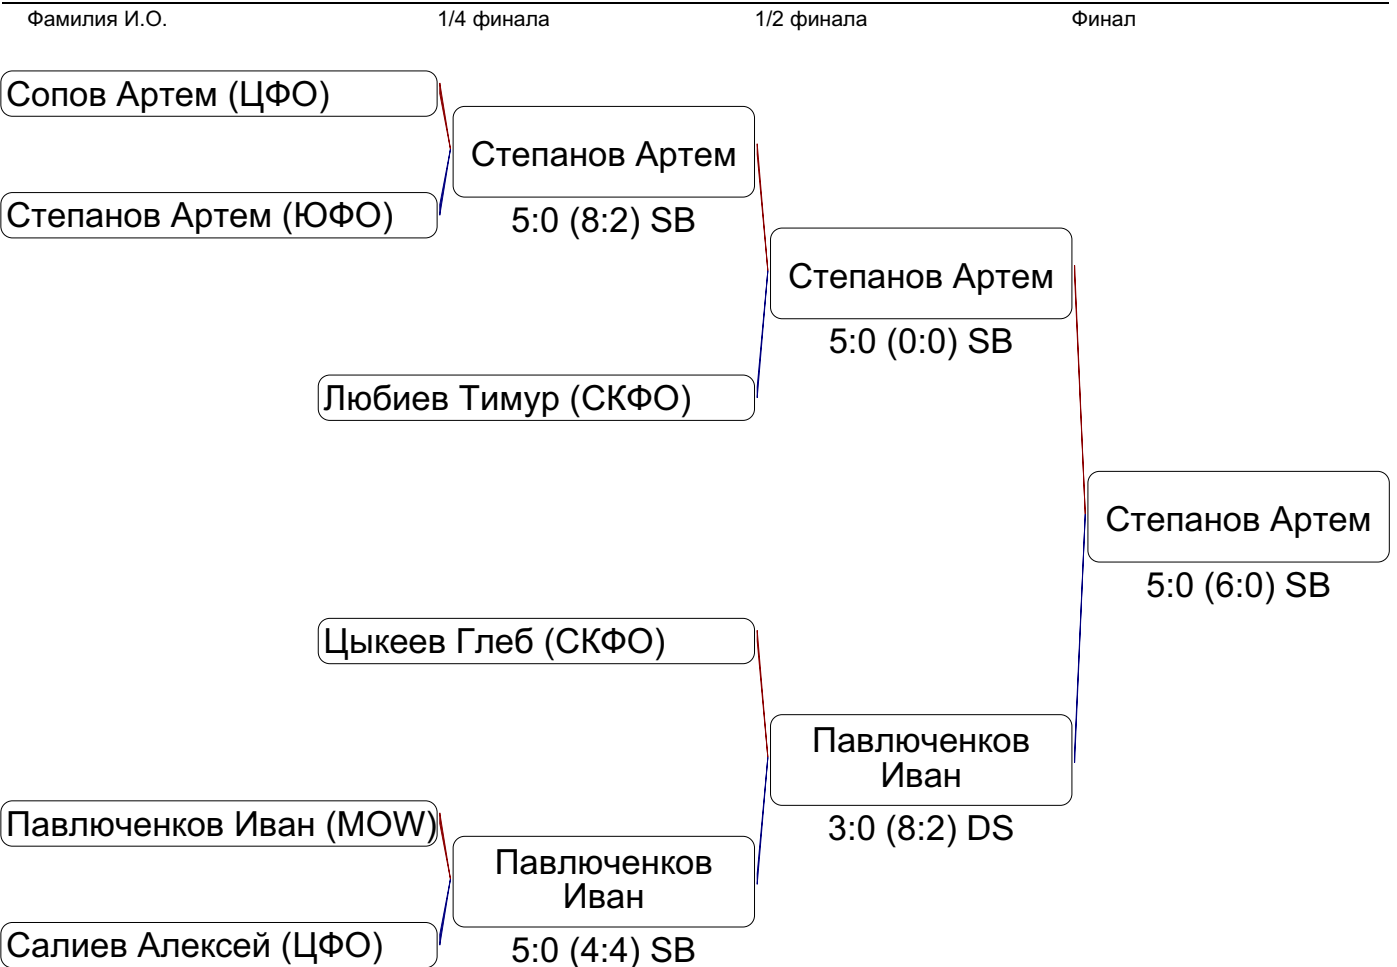 Фамилия И.О. 1/4 финала 1/2 финала Финал
Сопов Артем (ЦФО)
Степанов Артем
Степанов Артем (ЮФО)
5:0 (8:2) SB
Степанов Артем
5:0 (0:0) SB
Любиев Тимур (СКФО)
Степанов Артем
5:0 (6:0) SB
Цыкеев Глеб (СКФО)
Павлюченков
Иван
3:0 (8:2) DS
Павлюченков Иван (MOW)
Павлюченков
Иван
Салиев Алексей (ЦФО)
5:0 (4:4) SB